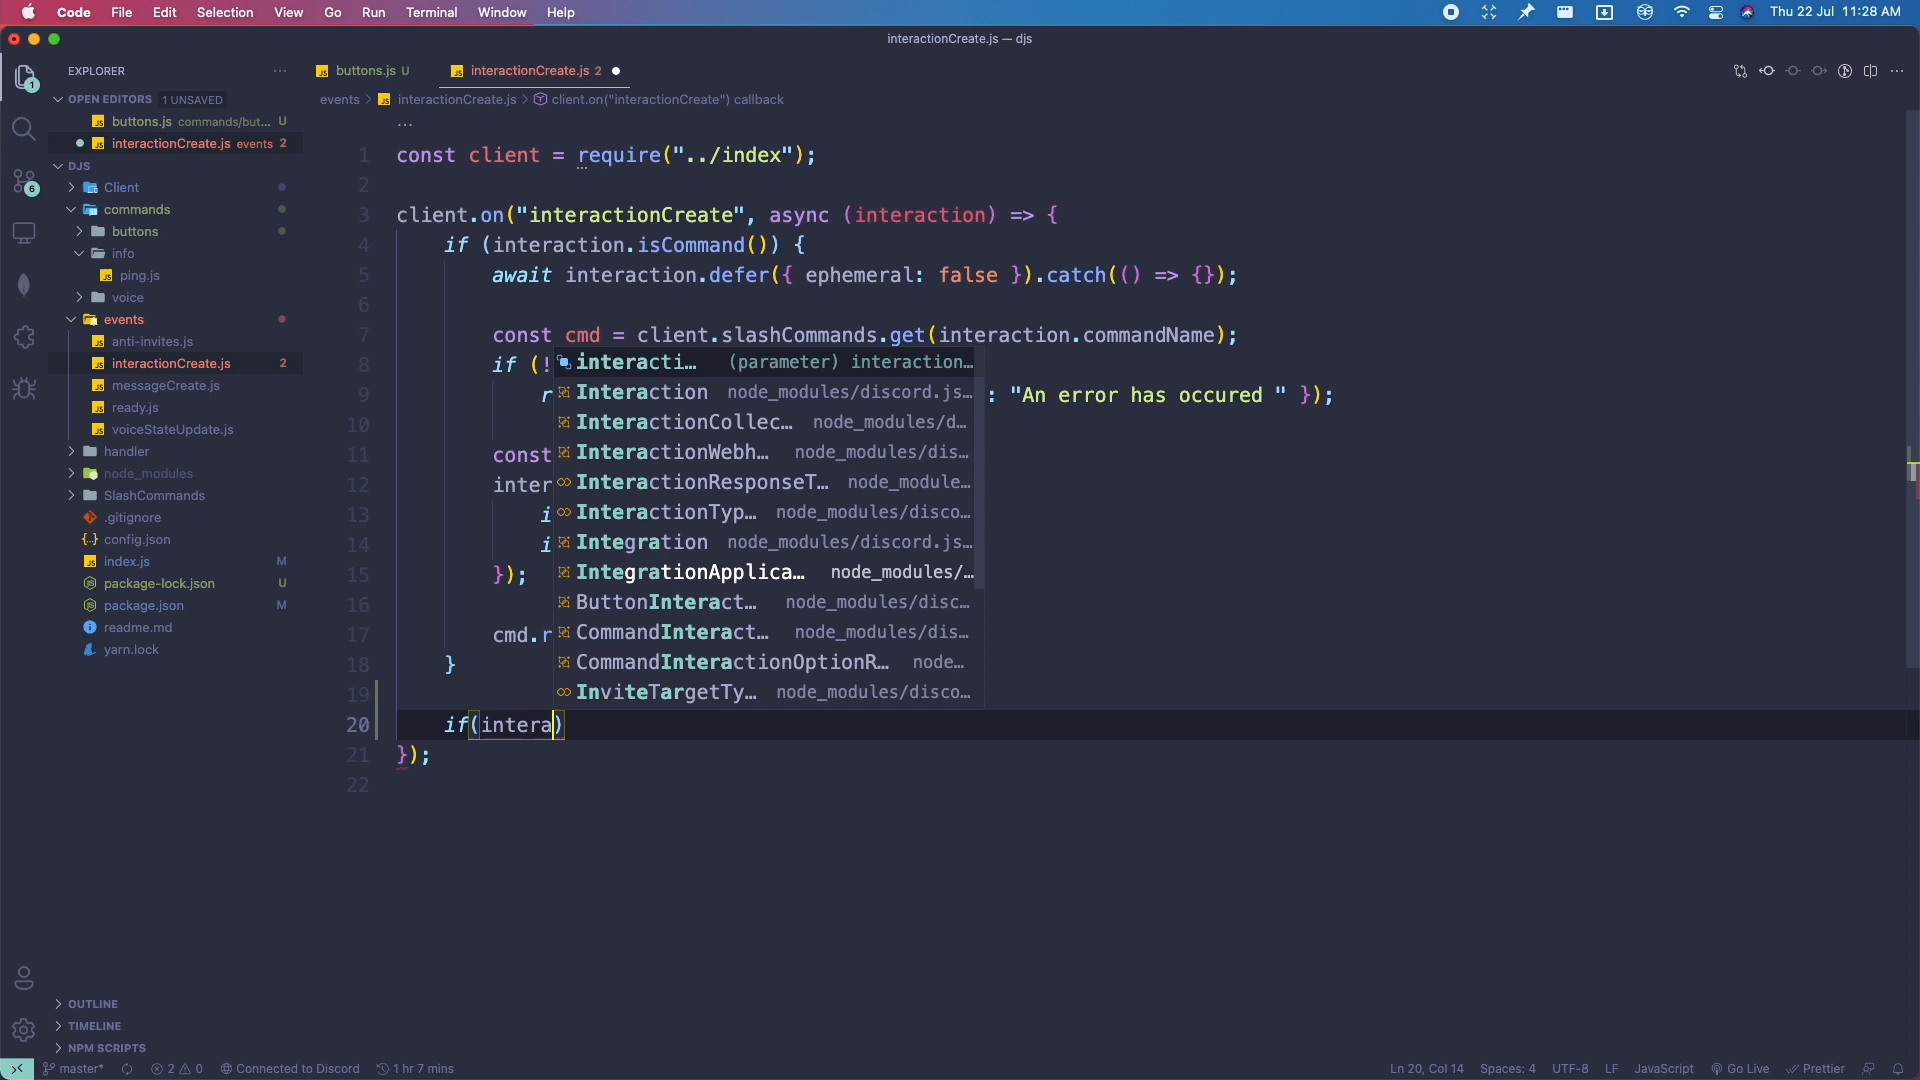 Code File Edit Selection View Go Run Terminal Window Help
Thu 22 Jul 11:28 AM
interactionCreate.js — djs
EXPLORER
OPEN EDITORS 1 UNSAVED
buttons.js commands/but... U
interactionCreate.js events 2
DJS
Client
commands
buttons
info
ping.js
voice
events
anti-invites.js
interactionCreate.js 2
messageCreate.js
ready.js
voiceStateUpdate.js
handler
node_modules
SlashCommands
.gitignore
config.json
index.js M
package-lock.json U
package.json M
readme.md
yarn.lock
OUTLINE
TIMELINE
NPM SCRIPTS
1
6
buttons.js U
interactionCreate.js 2
events > interactionCreate.js > client.on("interactionCreate") callback
...
1 const client = require("../index");
2
3 client.on("interactionCreate", async (interaction) => {
4 if (interaction.isCommand()) {
5 await interaction.defer({ ephemeral: false }).catch(() => {});
6
7 const cmd = client.slashCommands.get(interaction.commandName);
8 if (!
9 r : "An error has occured " });
10
11 const
12 inter
13 i
14 i
15 });
16
17 cmd.r
18 }
19
20 if(intera)
21 });
22
interacti… (parameter) interaction…
Interaction node_modules/discord.js…
InteractionCollec… node_modules/d…
InteractionWebh… node_modules/dis…
InteractionResponseT… node_module…
InteractionTyp… node_modules/disco…
Integration node_modules/discord.js…
IntegrationApplica… node_modules/…
ButtonInteract… node_modules/disc…
CommandInteract… node_modules/dis…
CommandInteractionOptionR… node…
InviteTargetTy… node_modules/disco…
master* 2 0 Connected to Discord 1 hr 7 mins
Ln 20, Col 14 Spaces: 4 UTF-8 LF JavaScript Go Live Prettier